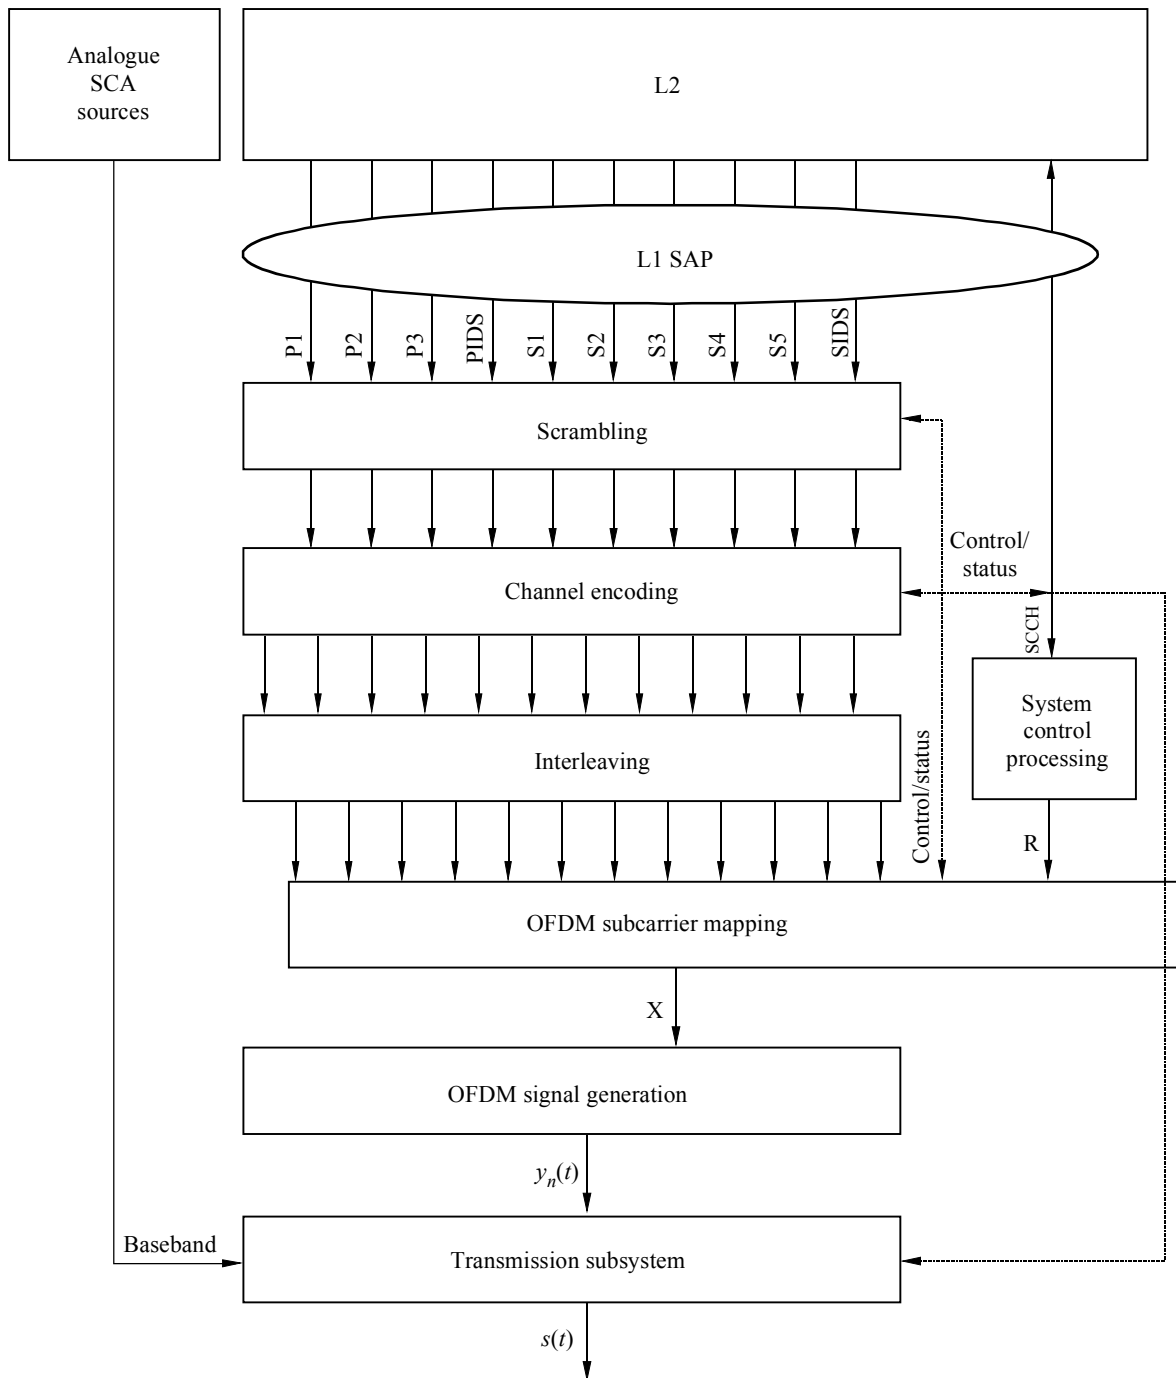 Analogue
SCA
sources
L2
L1 SAP
P1
P2
P3
PIDS
S1
S2
S3
S4
S5
SIDS
Scrambling
Control/
status
Channel encoding
SCCH
System
control
processing
Interleaving
Control/status
R
OFDM subcarrier mapping
X
OFDM signal generation
yn(t)
Baseband
Transmission subsystem
s(t)